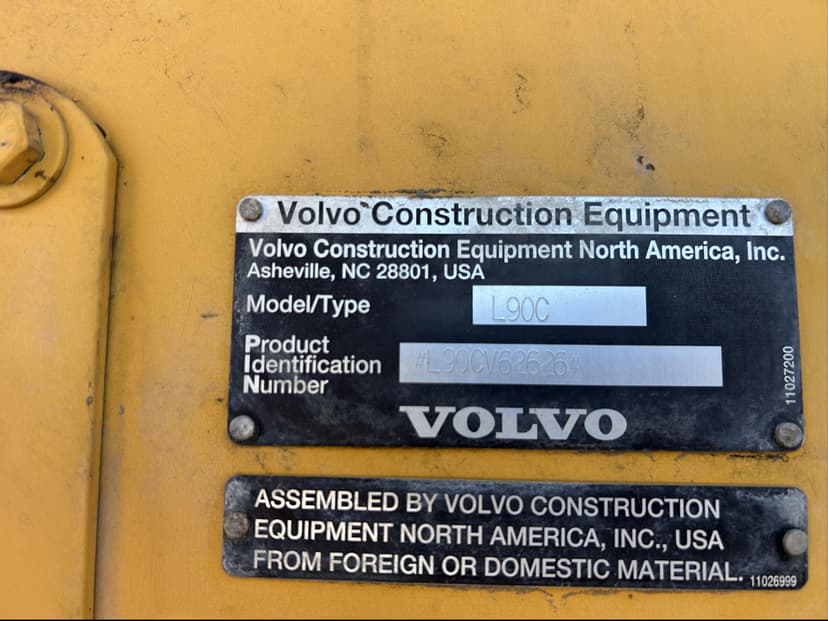 Volvo Construction Equipment
Volvo Construction Equipment North America, Inc.
Asheville, NC 28801, USA
Model/Type L90C
Product
Identification
Number
#L90CV62626#
11027200
VOLVO
ASSEMBLED BY VOLVO CONSTRUCTION
EQUIPMENT NORTH AMERICA, INC., USA
FROM FOREIGN OR DOMESTIC MATERIAL.
11026999